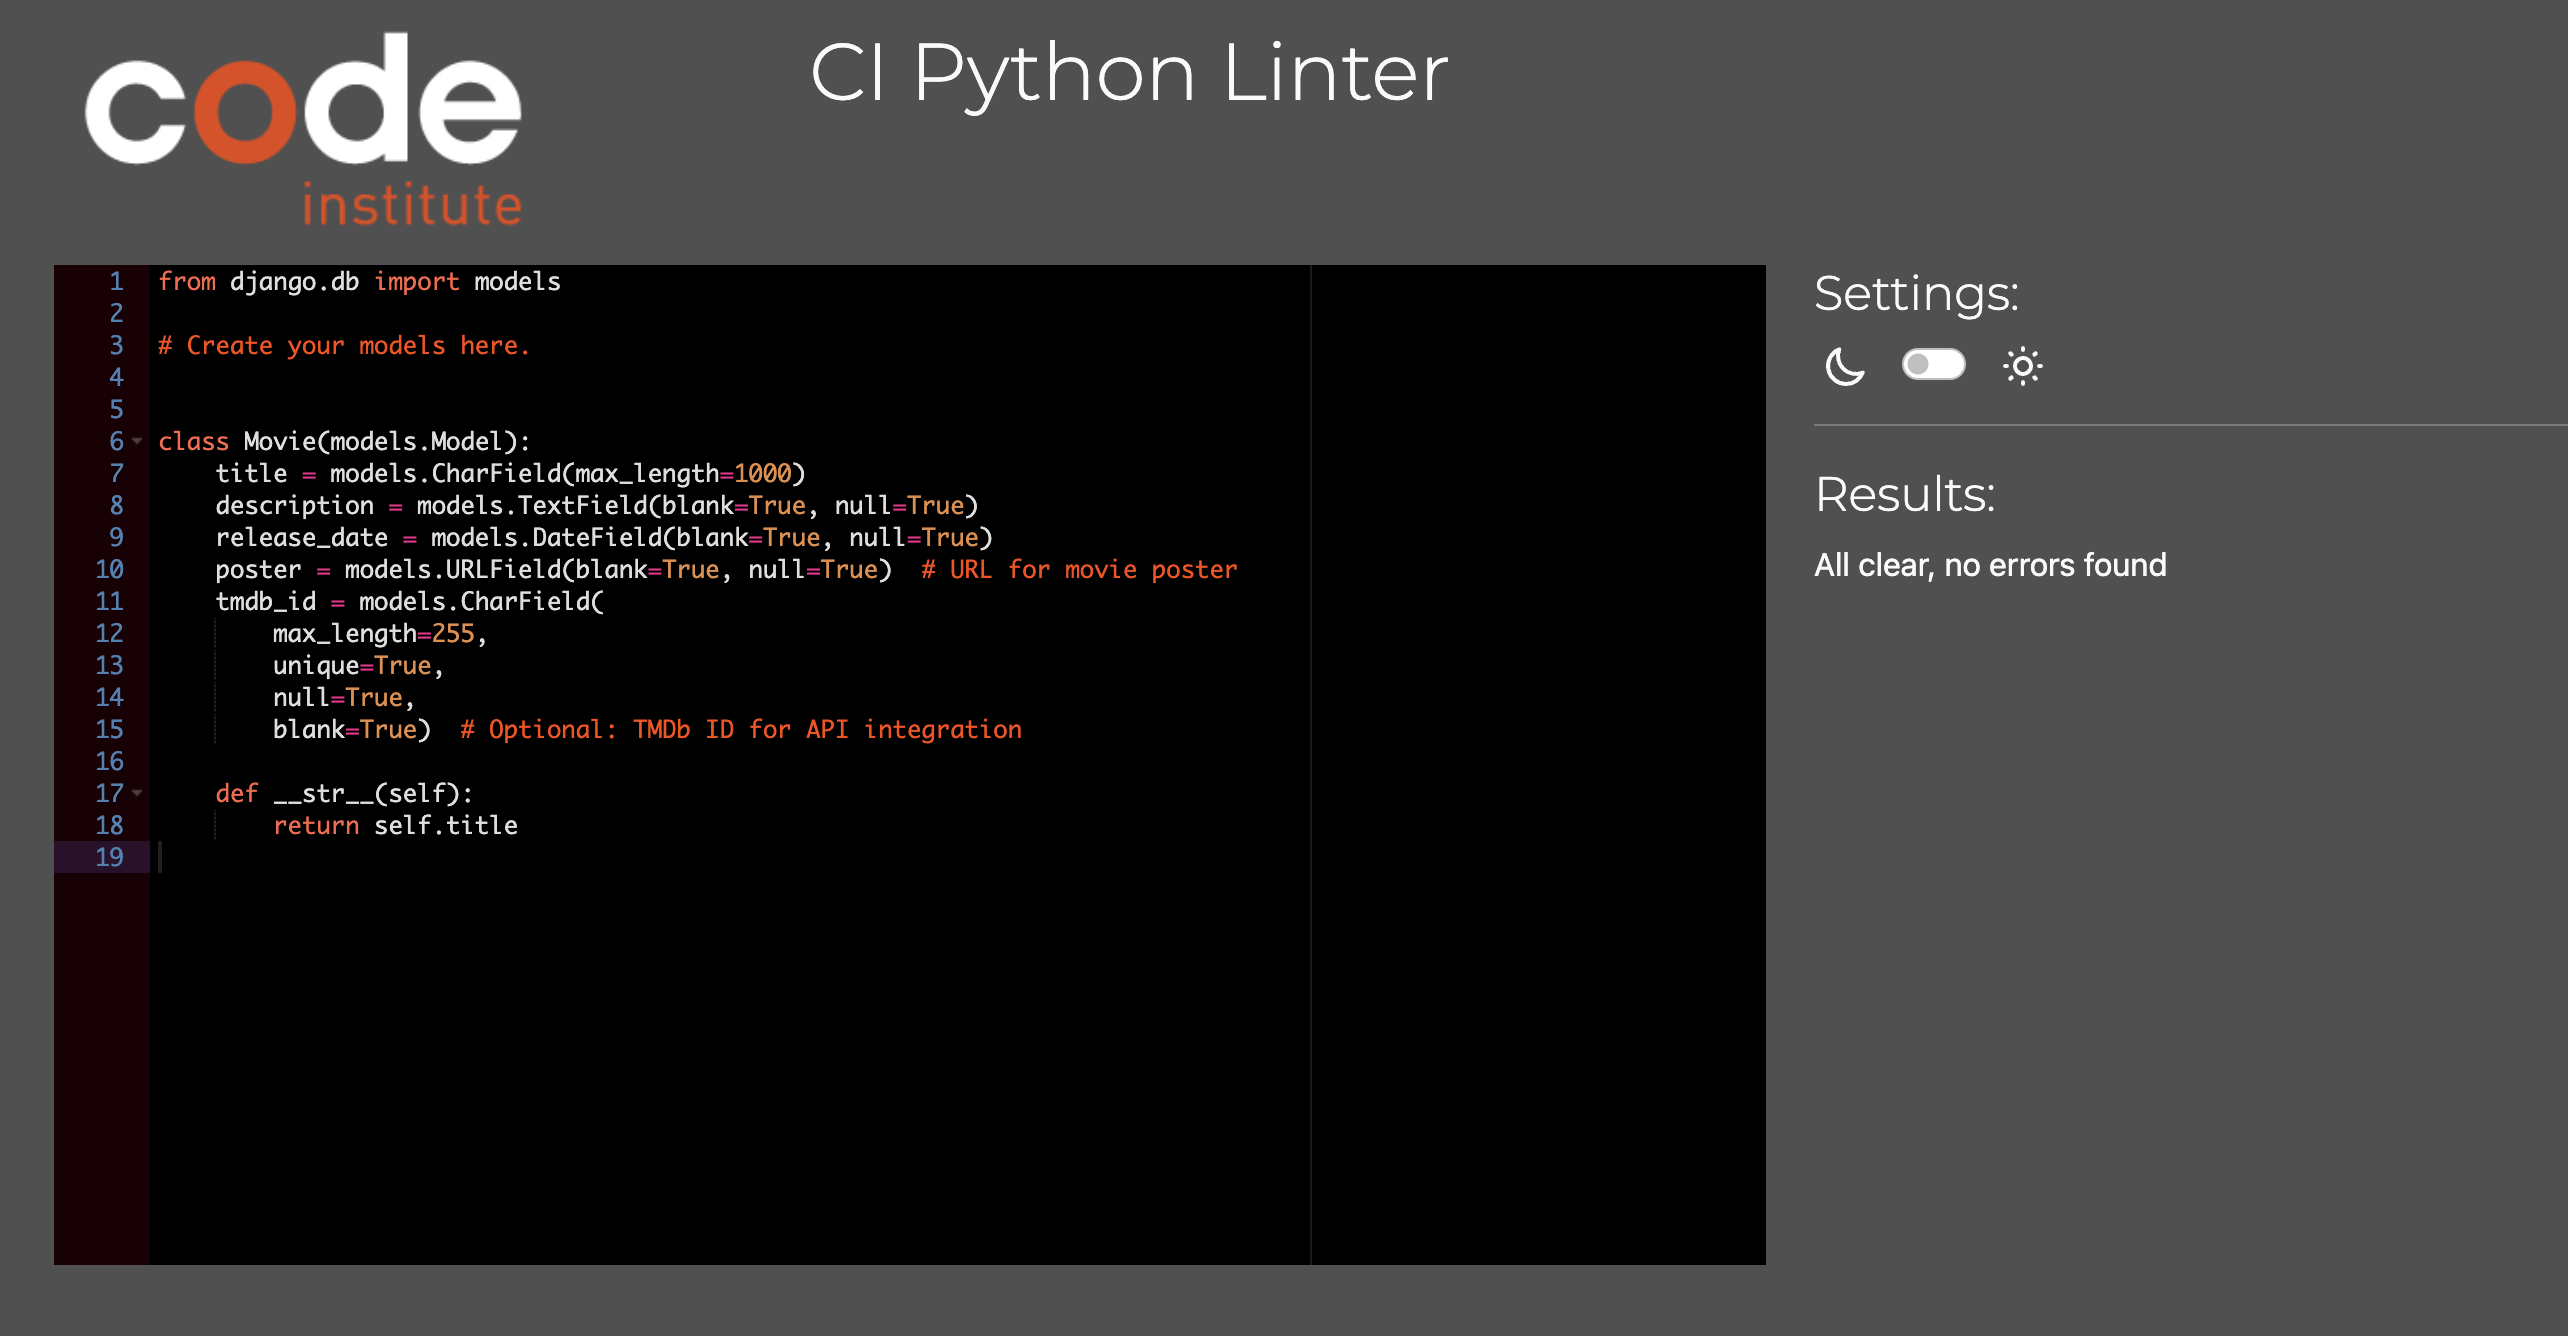 code
institute
CI Python Linter
1 from django.db import models
2
3 # Create your models here.
4
5
6 class Movie(models.Model):
7     title = models.CharField(max_length=1000)
8     description = models.TextField(blank=True, null=True)
9     release_date = models.DateField(blank=True, null=True)
10     poster = models.URLField(blank=True, null=True)  # URL for movie poster
11     tmdb_id = models.CharField(
12         max_length=255,
13         unique=True,
14         null=True,
15         blank=True)  # Optional: TMDb ID for API integration
16
17     def __str__(self):
18         return self.title
19
Settings:
Results:
All clear, no errors found